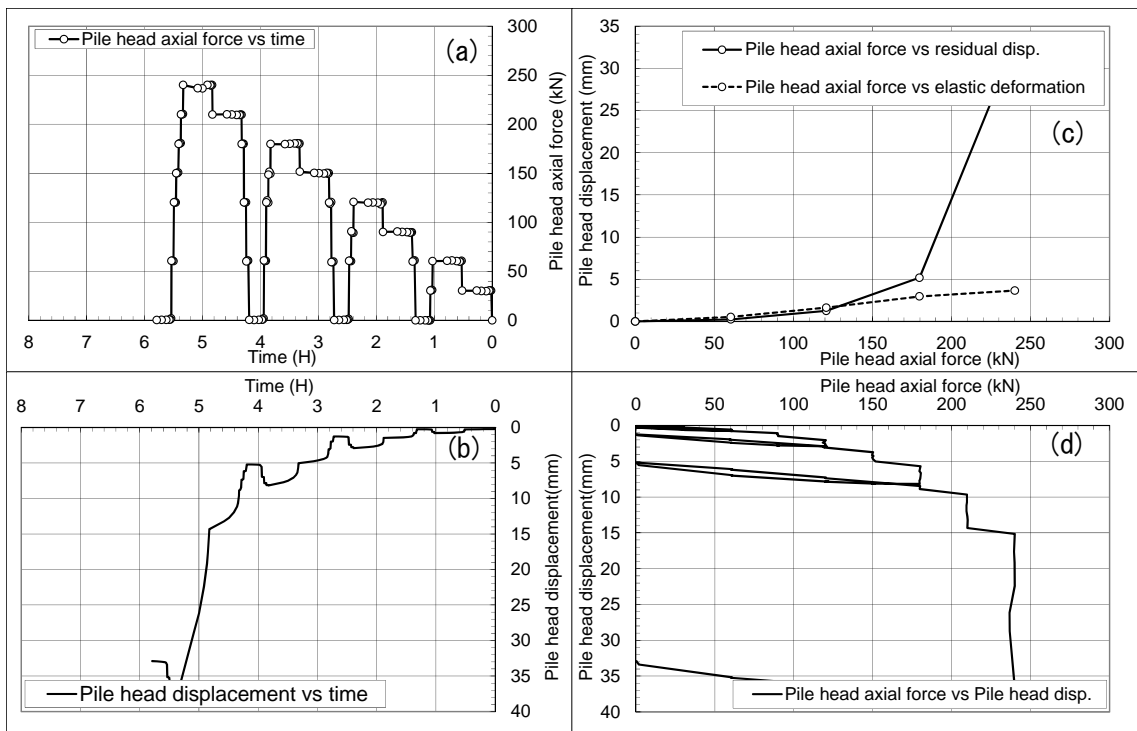 Pile head axial force vs time
(a)
300
250
200
150
100
50
0
Pile head axial force (kN)
8 7 6 5 4 3 2 1 0
Time (H)
35
30
25
20
15
10
5
0
Pile head displacement (mm)
Pile head axial force vs residual disp.
Pile head axial force vs elastic deformation
(c)
0 50 100 150 200 250 300
Pile head axial force (kN)
Time (H)
8 7 6 5 4 3 2 1 0
(b)
0
5
10
15
20
25
30
35
40
Pile head displacement(mm)
Pile head displacement vs time
Pile head axial force (kN)
0 50 100 150 200 250 300
(d)
0
5
10
15
20
25
30
35
40
Pile head displacement(mm)
Pile head axial force vs Pile head disp.